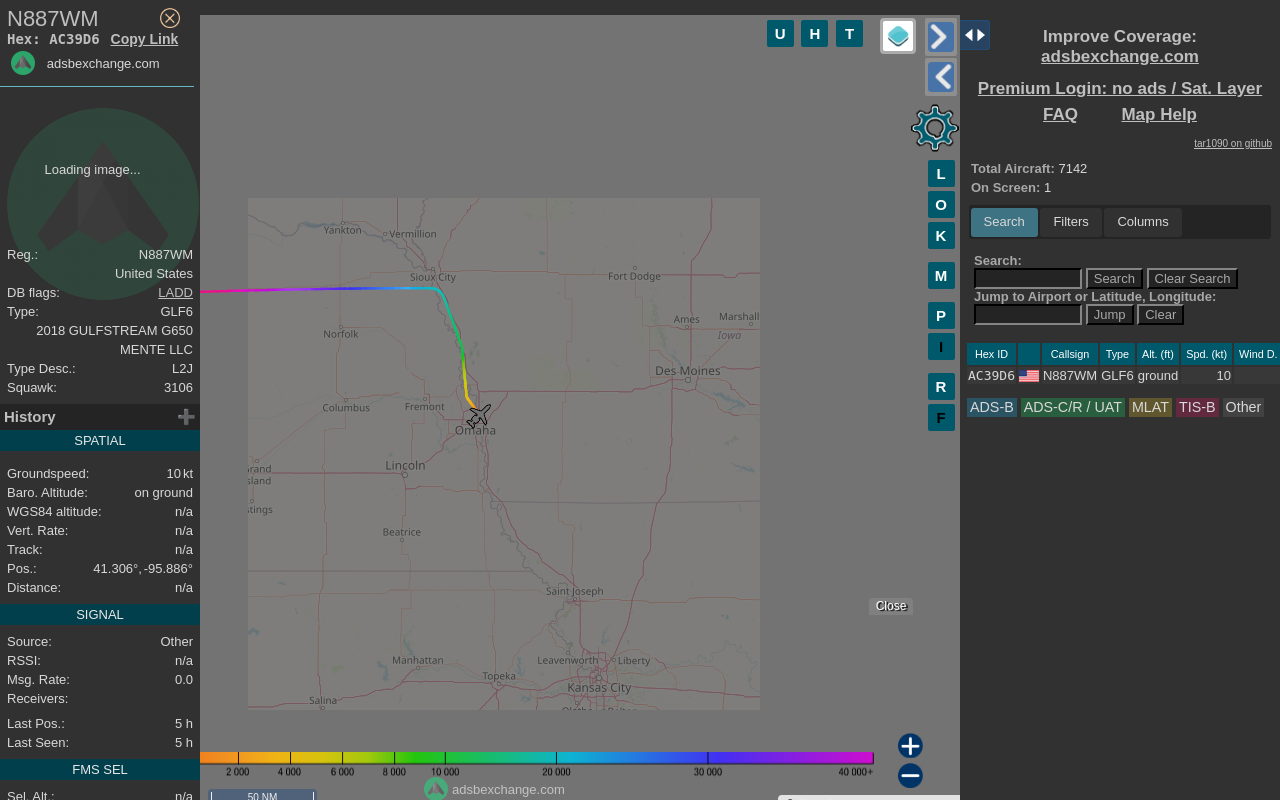 N887WM
Hex: AC39D6 Copy Link
adsbexchange.com
Loading image...
Reg.: N887WM
United States
DB flags: LADD
Type: GLF6
2018 GULFSTREAM G650
MENTE LLC
Type Desc.: L2J
Squawk: 3106
History
SPATIAL
Groundspeed: 10 kt
Baro. Altitude: on ground
WGS84 altitude: n/a
Vert. Rate: n/a
Track: n/a
Pos.: 41.306°, -95.886°
Distance: n/a
SIGNAL
Source: Other
RSSI: n/a
Msg. Rate: 0.0
Receivers:
Last Pos.: 5 h
Last Seen: 5 h
FMS SEL
Sel. Alt.: n/a
U H T
L
O
K
M
P
I
R
F
Yankton
Vermillion
Sioux City
Fort Dodge
Norfolk
Ames
Marshall
Iowa
Des Moines
Columbus
Fremont
Omaha
Lincoln
rand
sland
stings
Beatrice
Saint Joseph
Manhattan
Leavenworth
Liberty
Topeka
Kansas City
Salina
Close
2 000 4 000 6 000 8 000 10 000 20 000 30 000 40 000+
adsbexchange.com
50 NM
Improve Coverage:
adsbexchange.com
Premium Login: no ads / Sat. Layer
FAQ Map Help
tar1090 on github
Total Aircraft: 7142
On Screen: 1
Search Filters Columns
Search:
Search Clear Search
Jump to Airport or Latitude, Longitude:
Jump Clear
Hex ID Callsign Type Alt. (ft) Spd. (kt) Wind D.
AC39D6 N887WM GLF6 ground 10
ADS-B ADS-C/R / UAT MLAT TIS-B Other